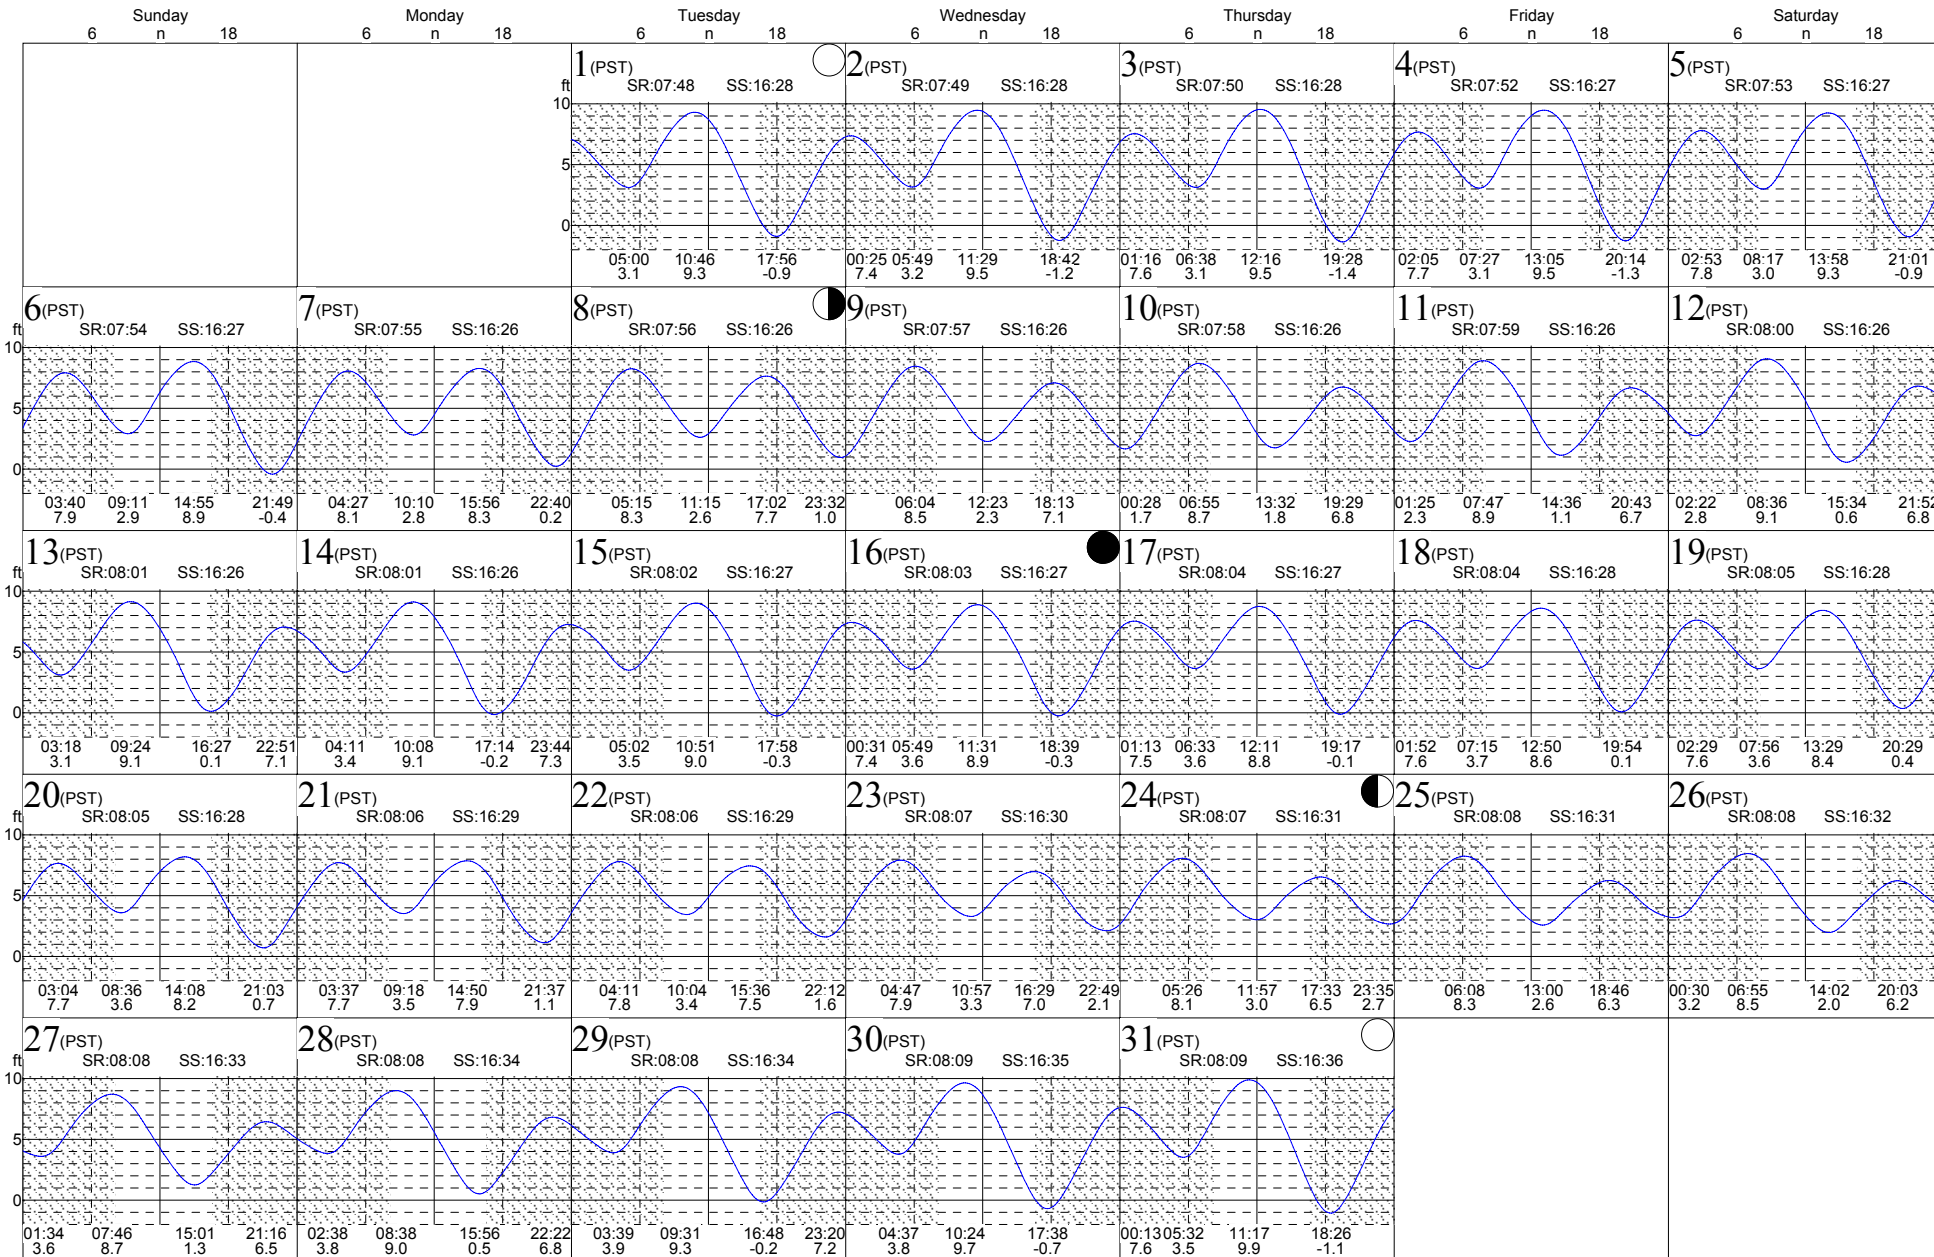 Sunday Monday Tuesday Wednesday Thursday Friday Saturday
6 n 18 6 n 18 6 n 18 6 n 18 6 n 18 6 n 18 6 n 18
1(PST) 2(PST) 3(PST) 4(PST) 5(PST)
ft SR:07:48 SS:16:28 SR:07:49 SS:16:28 SR:07:50 SS:16:28 SR:07:52 SS:16:27 SR:07:53 SS:16:27
10
5
0
05:00 10:46 17:56 00:25 05:49 11:29 18:42 01:16 06:38 12:16 19:28 02:05 07:27 13:05 20:14 02:53 08:17 13:58 21:01
3.1 9.3 -0.9 7.4 3.2 9.5 -1.2 7.6 3.1 9.5 -1.4 7.7 3.1 9.5 -1.3 7.8 3.0 9.3 -0.9
6(PST) 7(PST) 8(PST) 9(PST) 10(PST) 11(PST) 12(PST)
ft SR:07:54 SS:16:27 SR:07:55 SS:16:26 SR:07:56 SS:16:26 SR:07:57 SS:16:26 SR:07:58 SS:16:26 SR:07:59 SS:16:26 SR:08:00 SS:16:26
10
5
0
03:40 09:11 14:55 21:49 04:27 10:10 15:56 22:40 05:15 11:15 17:02 23:32 06:04 12:23 18:13 00:28 06:55 13:32 19:29 01:25 07:47 14:36 20:43 02:22 08:36 15:34 21:52
7.9 2.9 8.9 -0.4 8.1 2.8 8.3 0.2 8.3 2.6 7.7 1.0 8.5 2.3 7.1 1.7 8.7 1.8 6.8 2.3 8.9 1.1 6.7 2.8 9.1 0.6 6.8
13(PST) 14(PST) 15(PST) 16(PST) 17(PST) 18(PST) 19(PST)
ft SR:08:01 SS:16:26 SR:08:01 SS:16:26 SR:08:02 SS:16:27 SR:08:03 SS:16:27 SR:08:04 SS:16:27 SR:08:04 SS:16:28 SR:08:05 SS:16:28
10
5
0
03:18 09:24 16:27 22:51 04:11 10:08 17:14 23:44 05:02 10:51 17:58 00:31 05:49 11:31 18:39 01:13 06:33 12:11 19:17 01:52 07:15 12:50 19:54 02:29 07:56 13:29 20:29
3.1 9.1 0.1 7.1 3.4 9.1 -0.2 7.3 3.5 9.0 -0.3 7.4 3.6 8.9 -0.3 7.5 3.6 8.8 -0.1 7.6 3.7 8.6 0.1 7.6 3.6 8.4 0.4
20(PST) 21(PST) 22(PST) 23(PST) 24(PST) 25(PST) 26(PST)
ft SR:08:05 SS:16:28 SR:08:06 SS:16:29 SR:08:06 SS:16:29 SR:08:07 SS:16:30 SR:08:07 SS:16:31 SR:08:08 SS:16:31 SR:08:08 SS:16:32
10
5
0
03:04 08:36 14:08 21:03 03:37 09:18 14:50 21:37 04:11 10:04 15:36 22:12 04:47 10:57 16:29 22:49 05:26 11:57 17:33 23:35 06:08 13:00 18:46 00:30 06:55 14:02 20:03
7.7 3.6 8.2 0.7 7.7 3.5 7.9 1.1 7.8 3.4 7.5 1.6 7.9 3.3 7.0 2.1 8.1 3.0 6.5 2.7 8.3 2.6 6.3 3.2 8.5 2.0 6.2
27(PST) 28(PST) 29(PST) 30(PST) 31(PST)
ft SR:08:08 SS:16:33 SR:08:08 SS:16:34 SR:08:08 SS:16:34 SR:08:09 SS:16:35 SR:08:09 SS:16:36
10
5
0
01:34 07:46 15:01 21:16 02:38 08:38 15:56 22:22 03:39 09:31 16:48 23:20 04:37 10:24 17:38 00:13 05:32 11:17 18:26
3.6 8.7 1.3 6.5 3.8 9.0 0.5 6.8 3.9 9.3 -0.2 7.2 3.8 9.7 -0.7 7.6 3.5 9.9 -1.1